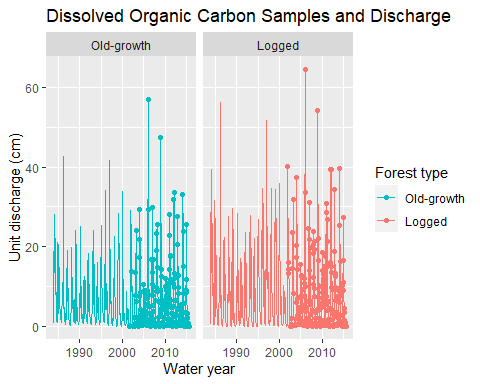 Dissolved Organic Carbon Samples and Discharge
Old-growth
Logged
Unit discharge (cm)
60
40
20
0
1990
2000
2010
1990
2000
2010
Water year
Forest type
Old-growth
Logged